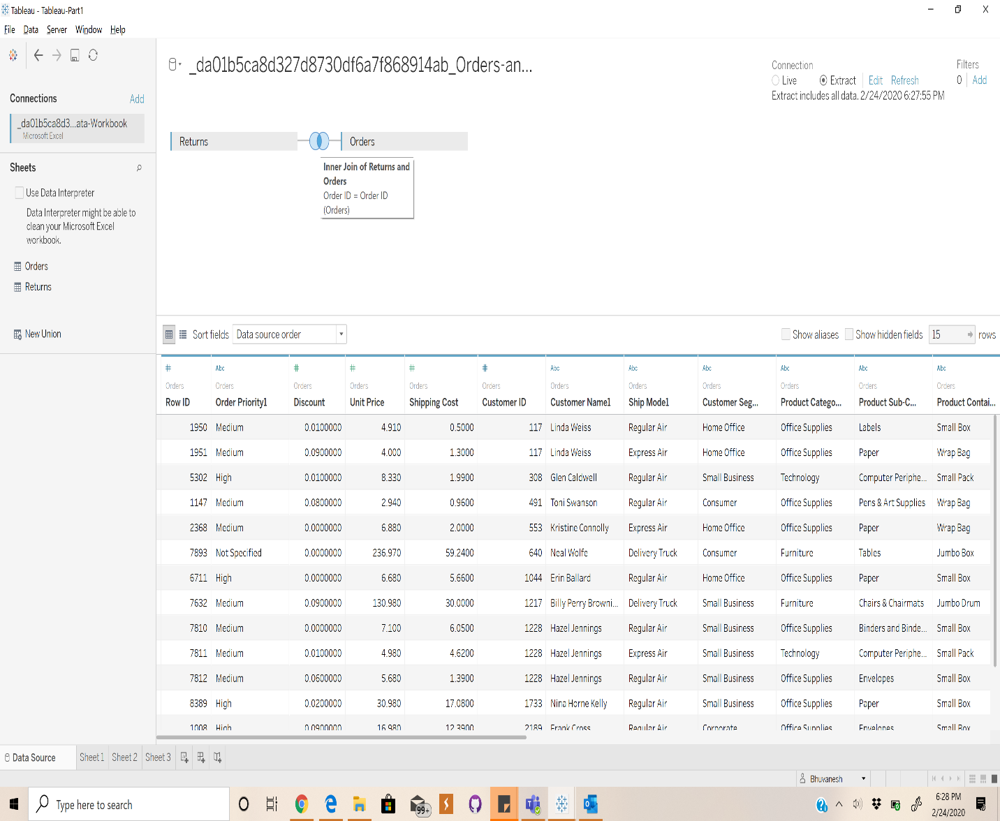 Tableau - Tableau-Part1
File Data Server Window Help
_da01b5ca8d327d8730df6a7f868914ab_Orders-an...
Connection
Live Extract Edit Refresh
Extract includes all data. 2/24/2020 6:27:55 PM
Filters
0 Add
Connections Add
_da01b5ca8d3...ata-Workbook
Microsoft Excel
Sheets
Use Data Interpreter
Data Interpreter might be able to
clean your Microsoft Excel
workbook.
Orders
Returns
New Union
Returns Orders
Inner Join of Returns and
Orders
Order ID = Order ID
(Orders)
Sort fields Data source order Show aliases Show hidden fields 15 rows
# Abc # # # # Abc Abc Abc Abc Abc Abc
Orders Orders Orders Orders Orders Orders Orders Orders Orders Orders Orders Orders
Row ID Order Priority1 Discount Unit Price Shipping Cost Customer ID Customer Name1 Ship Mode1 Customer Seg... Product Catego... Product Sub-C... Product Contai...
1950 Medium 0.0100000 4.910 0.5000 117 Linda Weiss Regular Air Home Office Office Supplies Labels Small Box
1951 Medium 0.0900000 4.000 1.3000 117 Linda Weiss Express Air Home Office Office Supplies Paper Wrap Bag
5302 High 0.0100000 8.330 1.9900 308 Glen Caldwell Regular Air Small Business Technology Computer Periphe... Small Pack
1147 Medium 0.0800000 2.940 0.9600 491 Toni Swanson Regular Air Consumer Office Supplies Pens & Art Supplies Wrap Bag
2368 Medium 0.0000000 6.880 2.0000 553 Kristine Connolly Express Air Home Office Office Supplies Paper Wrap Bag
7893 Not Specified 0.0000000 236.970 59.2400 640 Neal Wolfe Delivery Truck Consumer Furniture Tables Jumbo Box
6711 High 0.0000000 6.680 5.6600 1044 Erin Ballard Regular Air Home Office Office Supplies Paper Small Box
7632 Medium 0.0900000 130.980 30.0000 1217 Billy Perry Browni... Delivery Truck Small Business Furniture Chairs & Chairmats Jumbo Drum
7810 Medium 0.0000000 7.100 6.0500 1228 Hazel Jennings Regular Air Small Business Office Supplies Binders and Binde... Small Box
7811 Medium 0.0100000 4.980 4.6200 1228 Hazel Jennings Express Air Small Business Technology Computer Periphe... Small Pack
7812 Medium 0.0600000 5.680 1.3900 1228 Hazel Jennings Regular Air Small Business Office Supplies Envelopes Small Box
8389 High 0.0200000 30.980 17.0800 1733 Nina Horne Kelly Regular Air Small Business Office Supplies Paper Small Box
1008 High 0.0900000 16.980 12.3900 2189 Frank Cross Regular Air Corporate Office Supplies Envelopes Small Box
Data Source Sheet 1 Sheet 2 Sheet 3
Bhuvanesh
Type here to search
99+
6:28 PM
2/24/2020